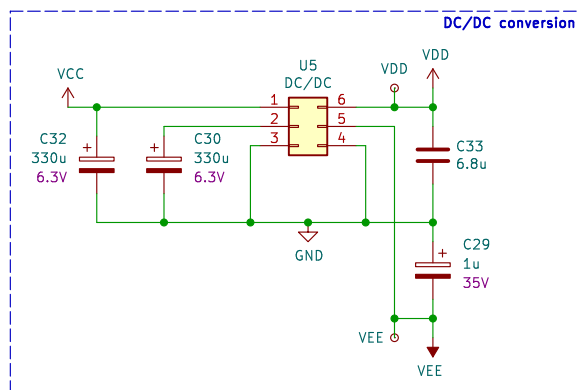 DC/DC conversion
VCC
U5
DC/DC
VDD
VDD
1
6
2
5
3
4
C32
330u
6.3V
C30
330u
6.3V
C33
6.8u
GND
C29
1u
35V
VEE
VEE